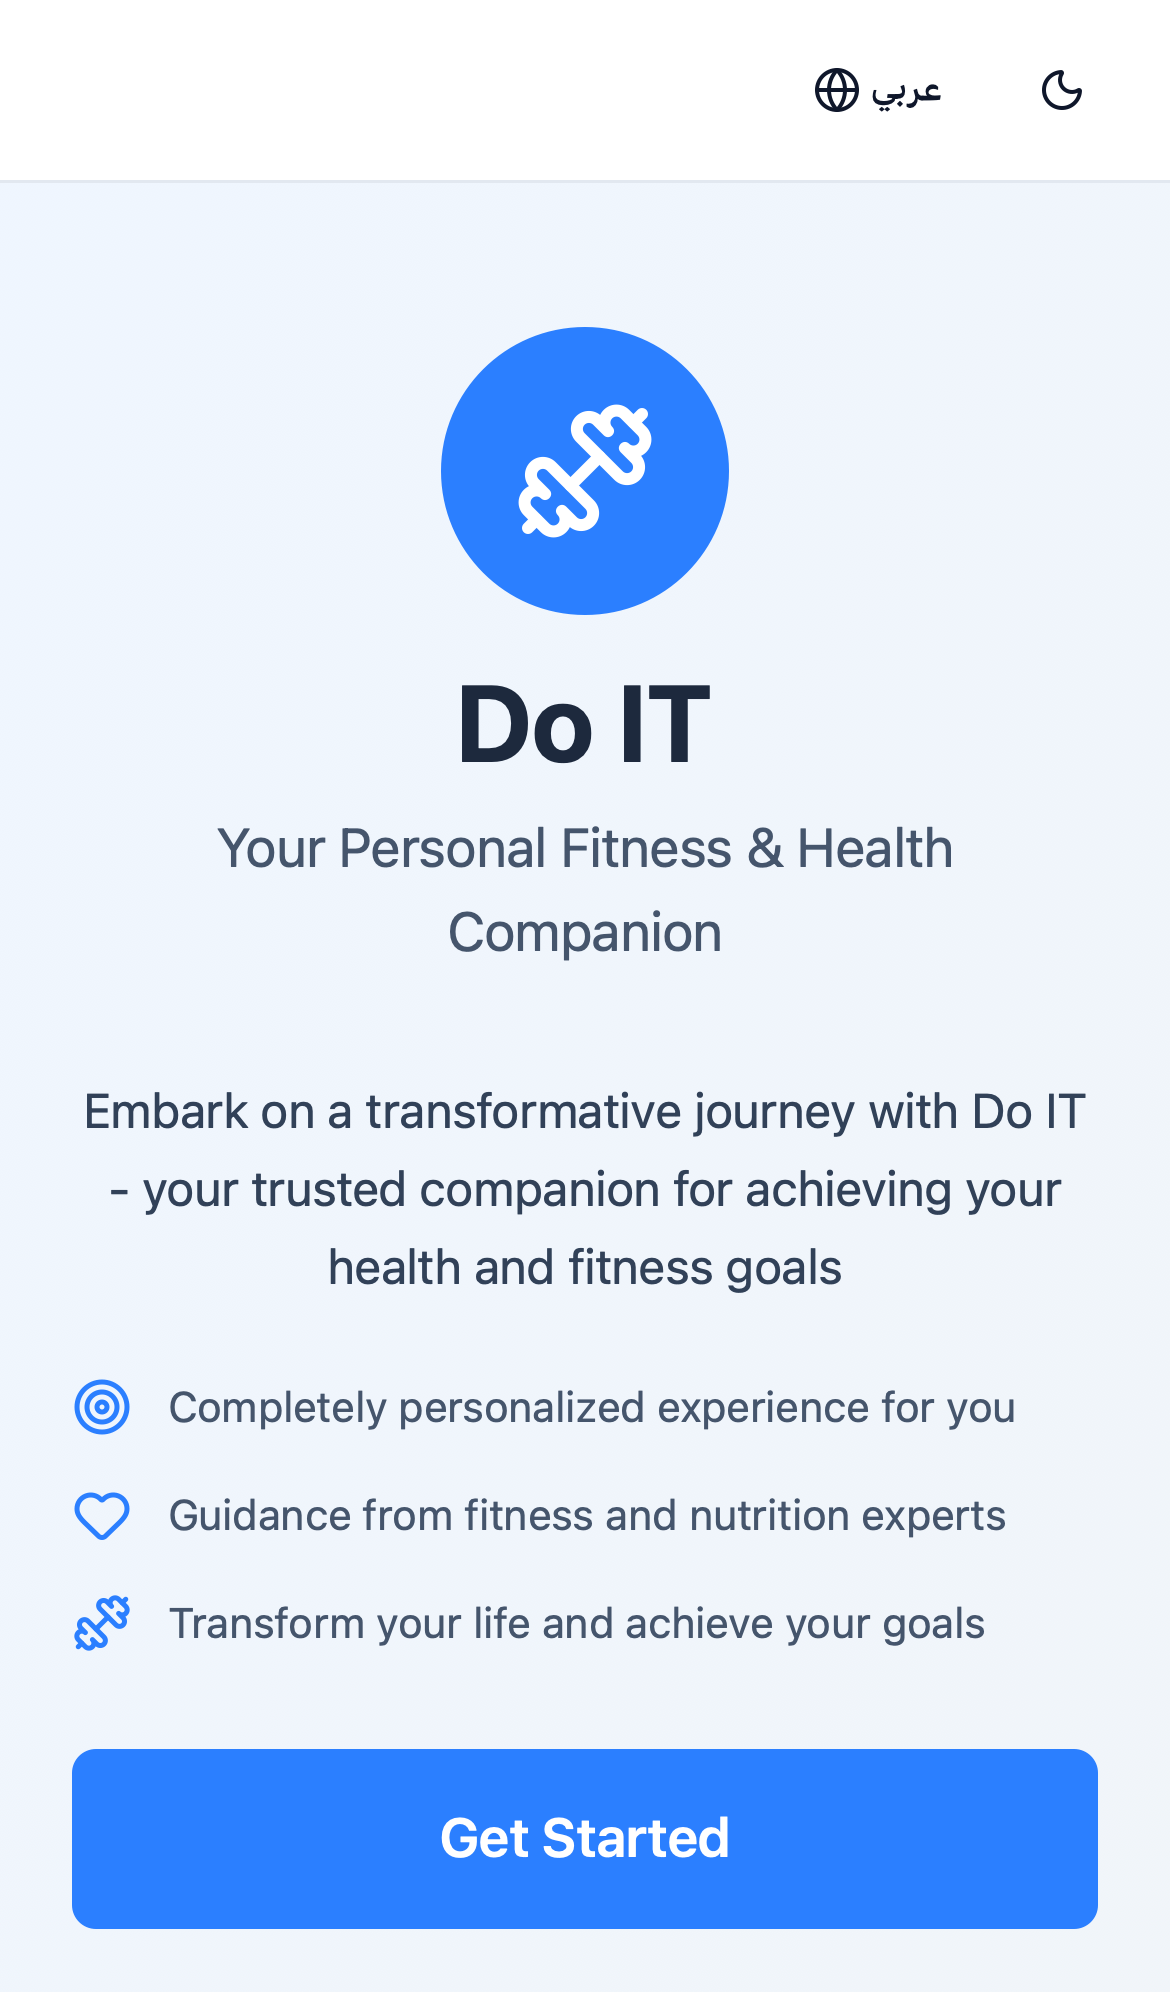 عربي
Do IT
Your Personal Fitness & Health
Companion
Embark on a transformative journey with Do IT
- your trusted companion for achieving your
health and fitness goals
Completely personalized experience for you
Guidance from fitness and nutrition experts
Transform your life and achieve your goals
Get Started